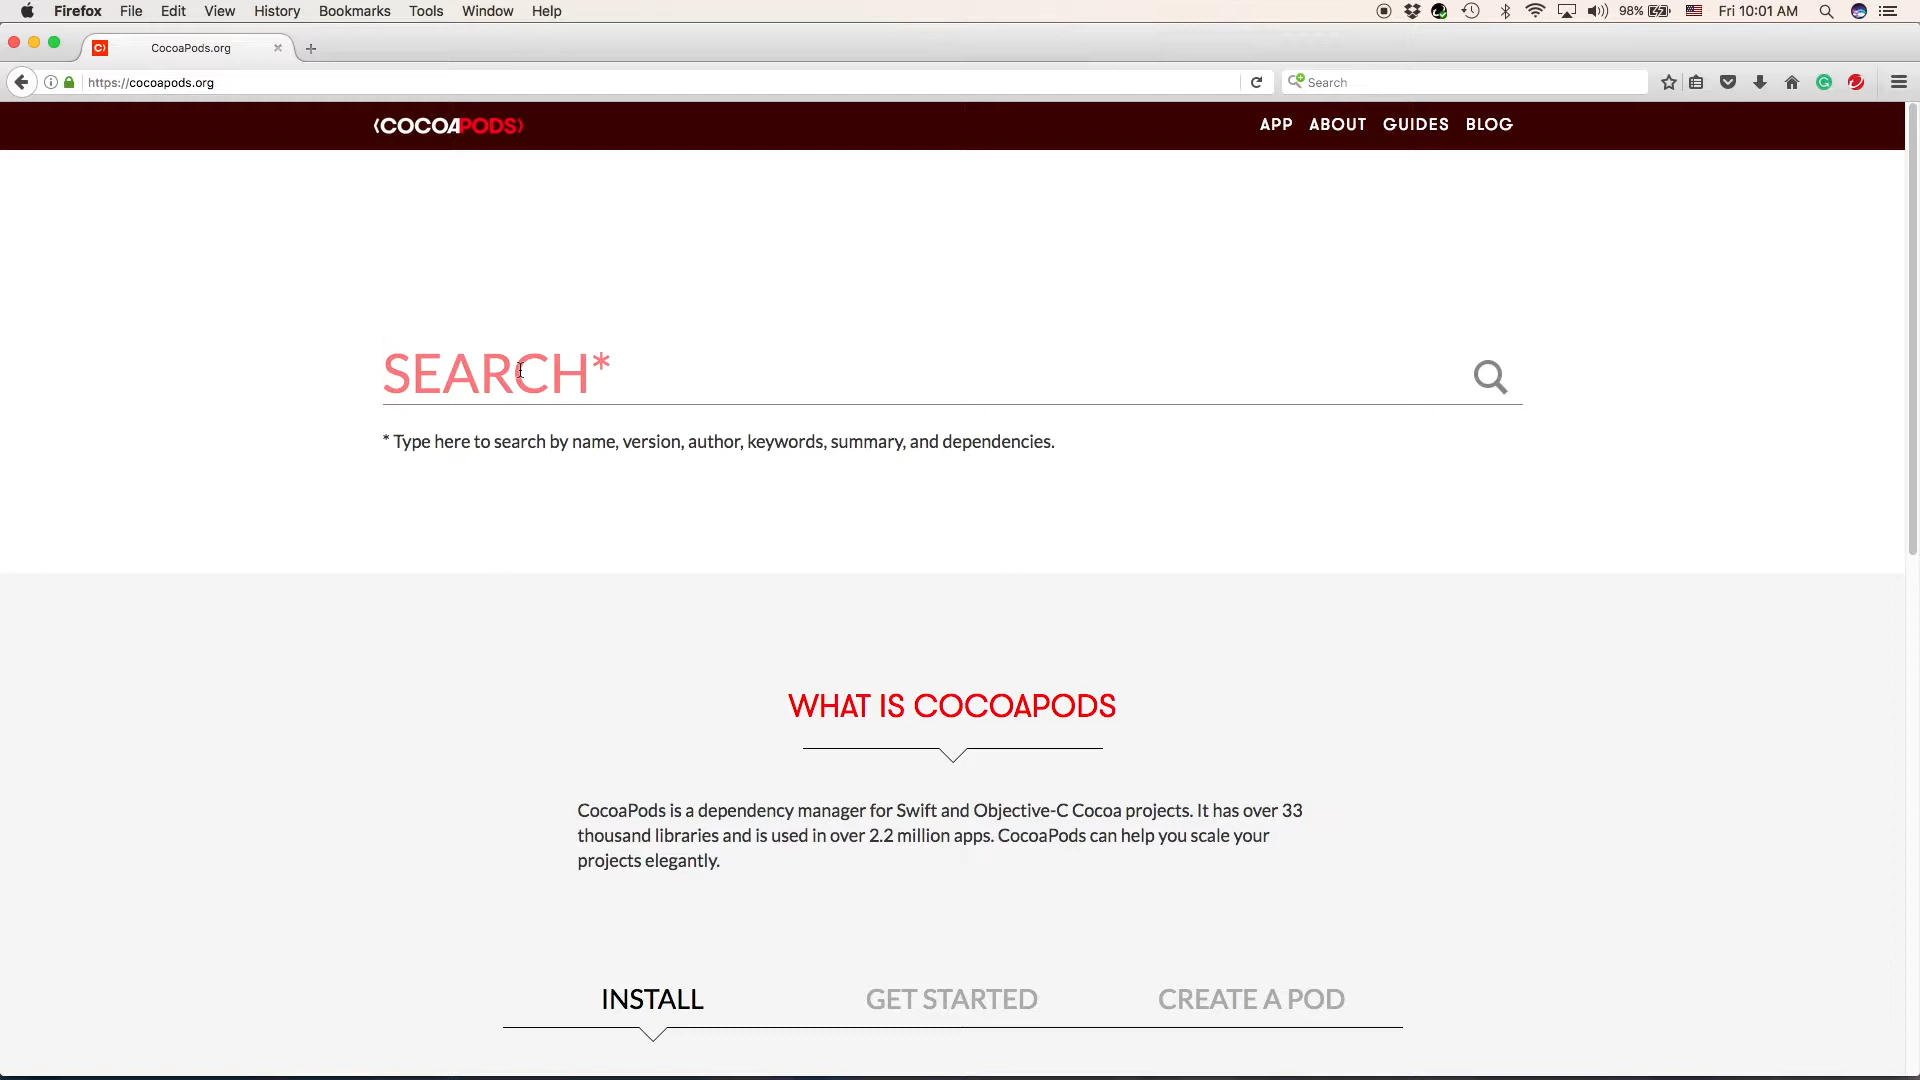 Firefox File Edit View History Bookmarks Tools Window Help 98% Fri 10:01 AM
CocoaPods.org
https://cocoapods.org Search
COCOAPODS APP ABOUT GUIDES BLOG
SEARCH*
* Type here to search by name, version, author, keywords, summary, and dependencies.
WHAT IS COCOAPODS
CocoaPods is a dependency manager for Swift and Objective-C Cocoa projects. It has over 33
thousand libraries and is used in over 2.2 million apps. CocoaPods can help you scale your
projects elegantly.
INSTALL GET STARTED CREATE A POD